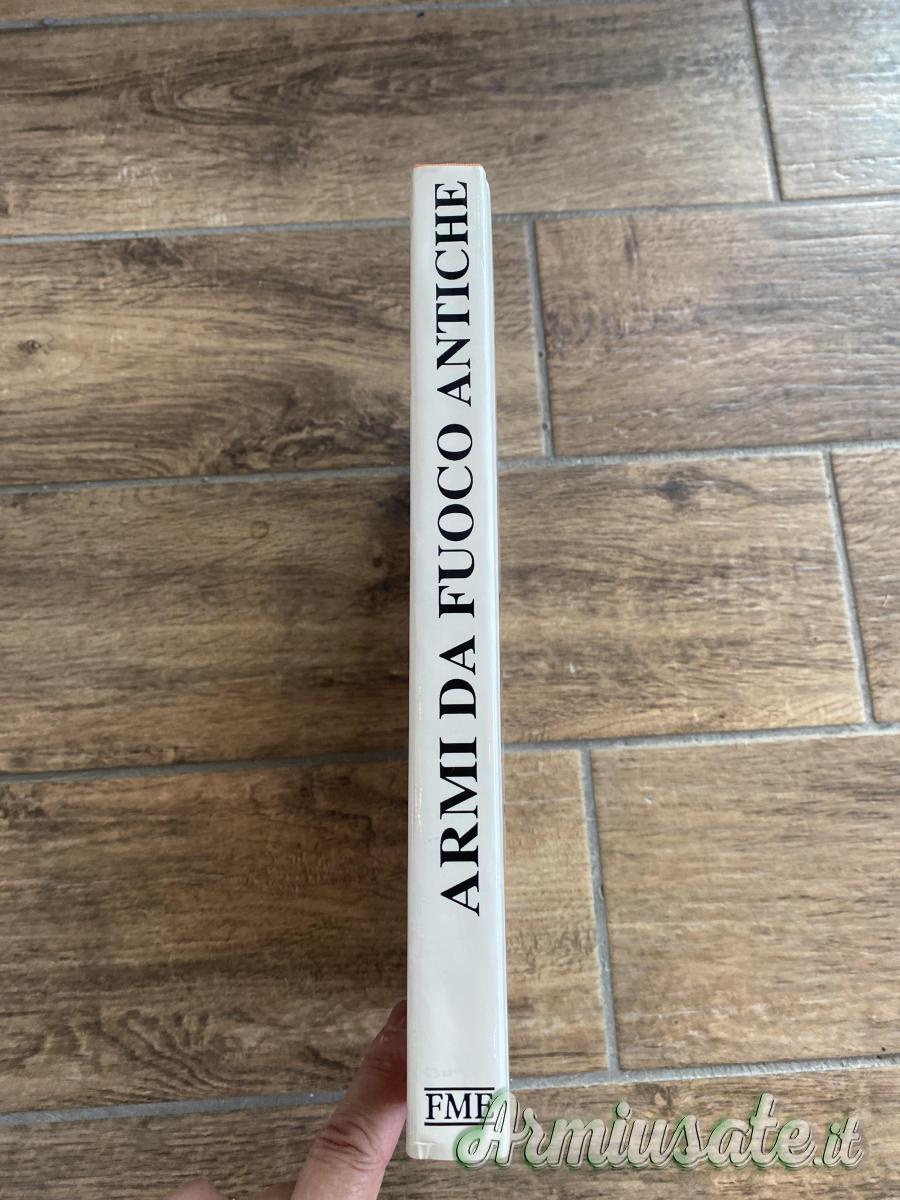 ARMI DA FUOCO ANTICHE
FME
Armiusate.it